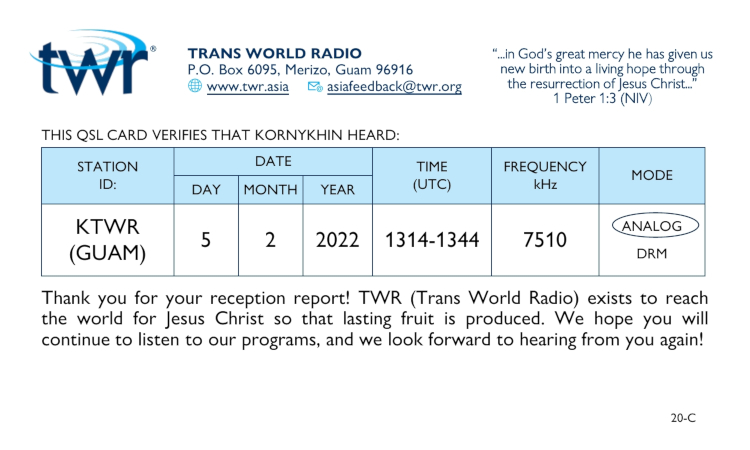 twr®
TRANS WORLD RADIO
P.O. Box 6095, Merizo, Guam 96916
www.twr.asia asiafeedback@twr.org
“...in God’s great mercy he has given us
new birth into a living hope through
the resurrection of Jesus Christ...”
1 Peter 1:3 (NIV)
THIS QSL CARD VERIFIES THAT KORNYKHIN HEARD:
STATION
ID:
DATE
DAY MONTH YEAR
TIME
(UTC)
FREQUENCY
kHz
MODE
KTWR
(GUAM)
5 2 2022 1314-1344 7510
ANALOG
DRM
Thank you for your reception report! TWR (Trans World Radio) exists to reach
the world for Jesus Christ so that lasting fruit is produced. We hope you will
continue to listen to our programs, and we look forward to hearing from you again!
20-C